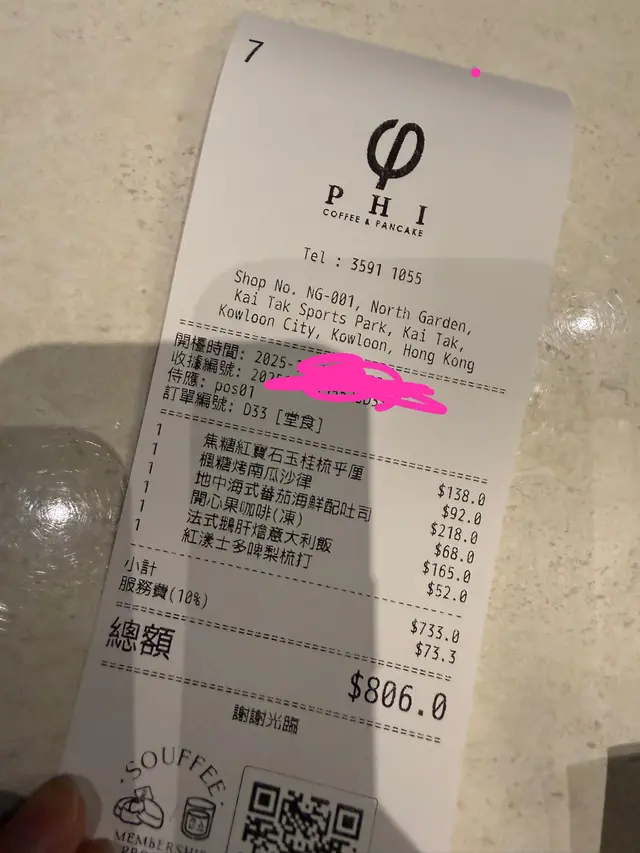 7
PHI
COFFEE & PANCAKE
Tel : 3591 1055
Shop No. NG-001, North Garden,
Kai Tak Sports Park, Kai Tak,
Kowloon City, Kowloon, Hong Kong
開檯時間: 2025-
收據編號: 202
侍應: pos01
訂單編號: D33 [堂食]
1 焦糖紅寶石玉桂梳乎厘 $138.0
1 楓糖烤南瓜沙律 $92.0
1 地中海式番茄海鮮配吐司 $218.0
1 開心果咖啡(凍) $68.0
1 法式鵝肝燴意大利飯 $165.0
1 紅漾士多啤梨梳打 $52.0
小計 $733.0
服務費(10%) $73.3
總額 $806.0
謝謝光臨
SOUFFEE
MEMBERSHIP